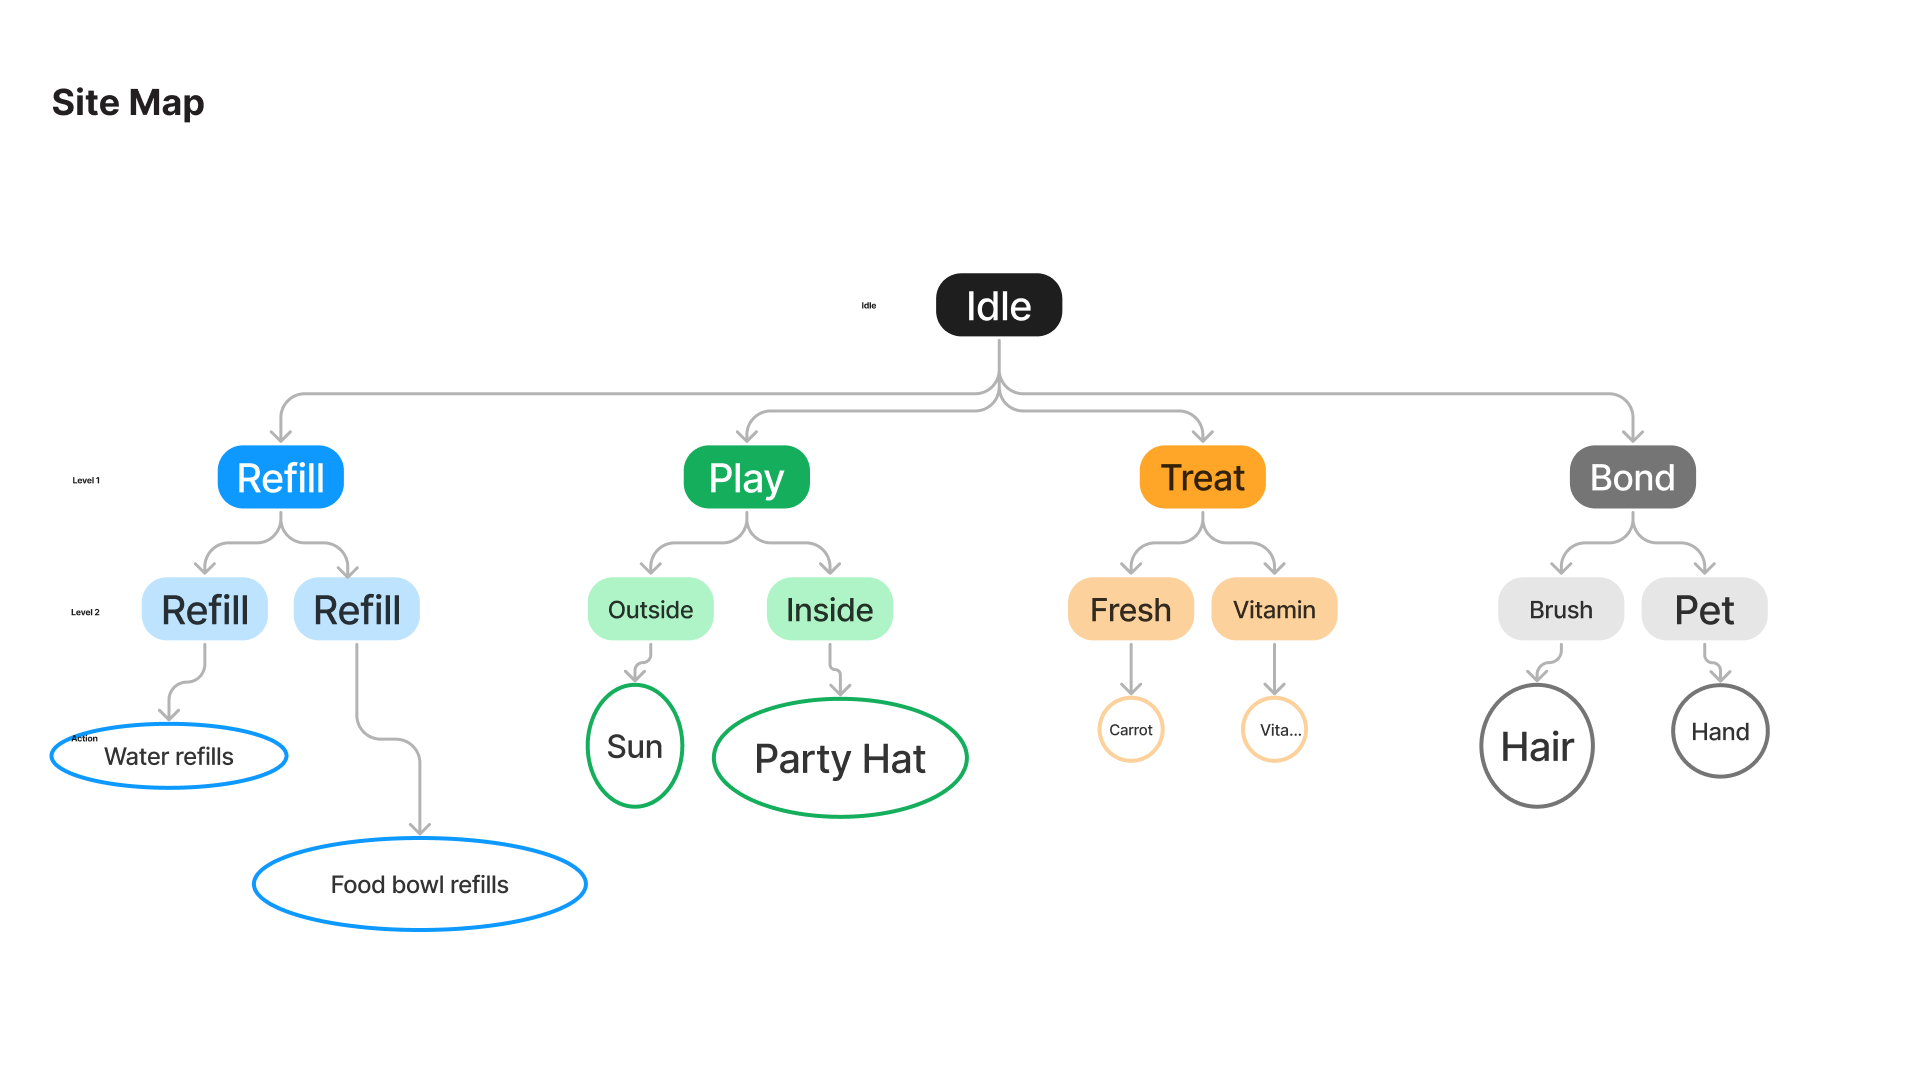 Site Map
Idle
Idle
Level 1
Refill
Play
Treat
Bond
Level 2
Refill
Refill
Outside
Inside
Fresh
Vitamin
Brush
Pet
Action
Water refills
Sun
Party Hat
Carrot
Vita...
Hair
Hand
Food bowl refills